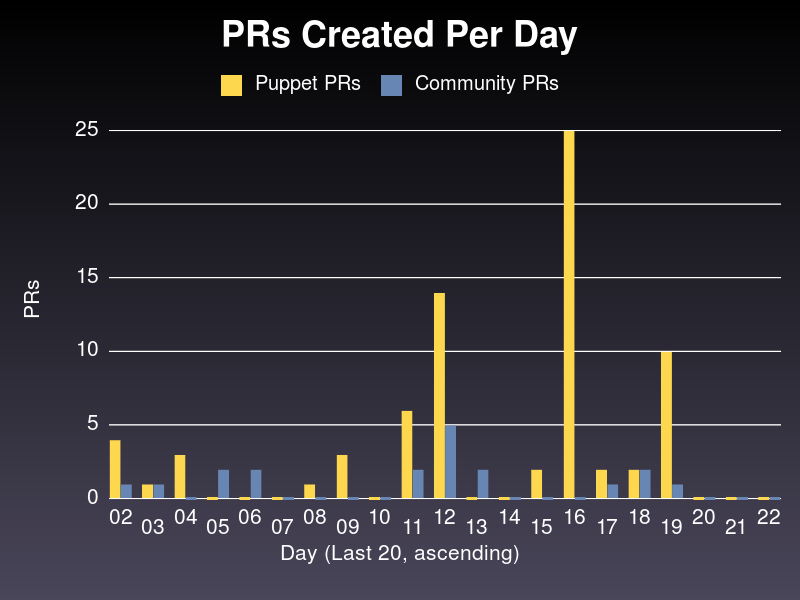 PRs Created Per Day
Puppet PRs Community PRs
25
20
15
10
5
0
PRs
02 03 04 05 06 07 08 09 10 11 12 13 14 15 16 17 18 19 20 21 22
Day (Last 20, ascending)